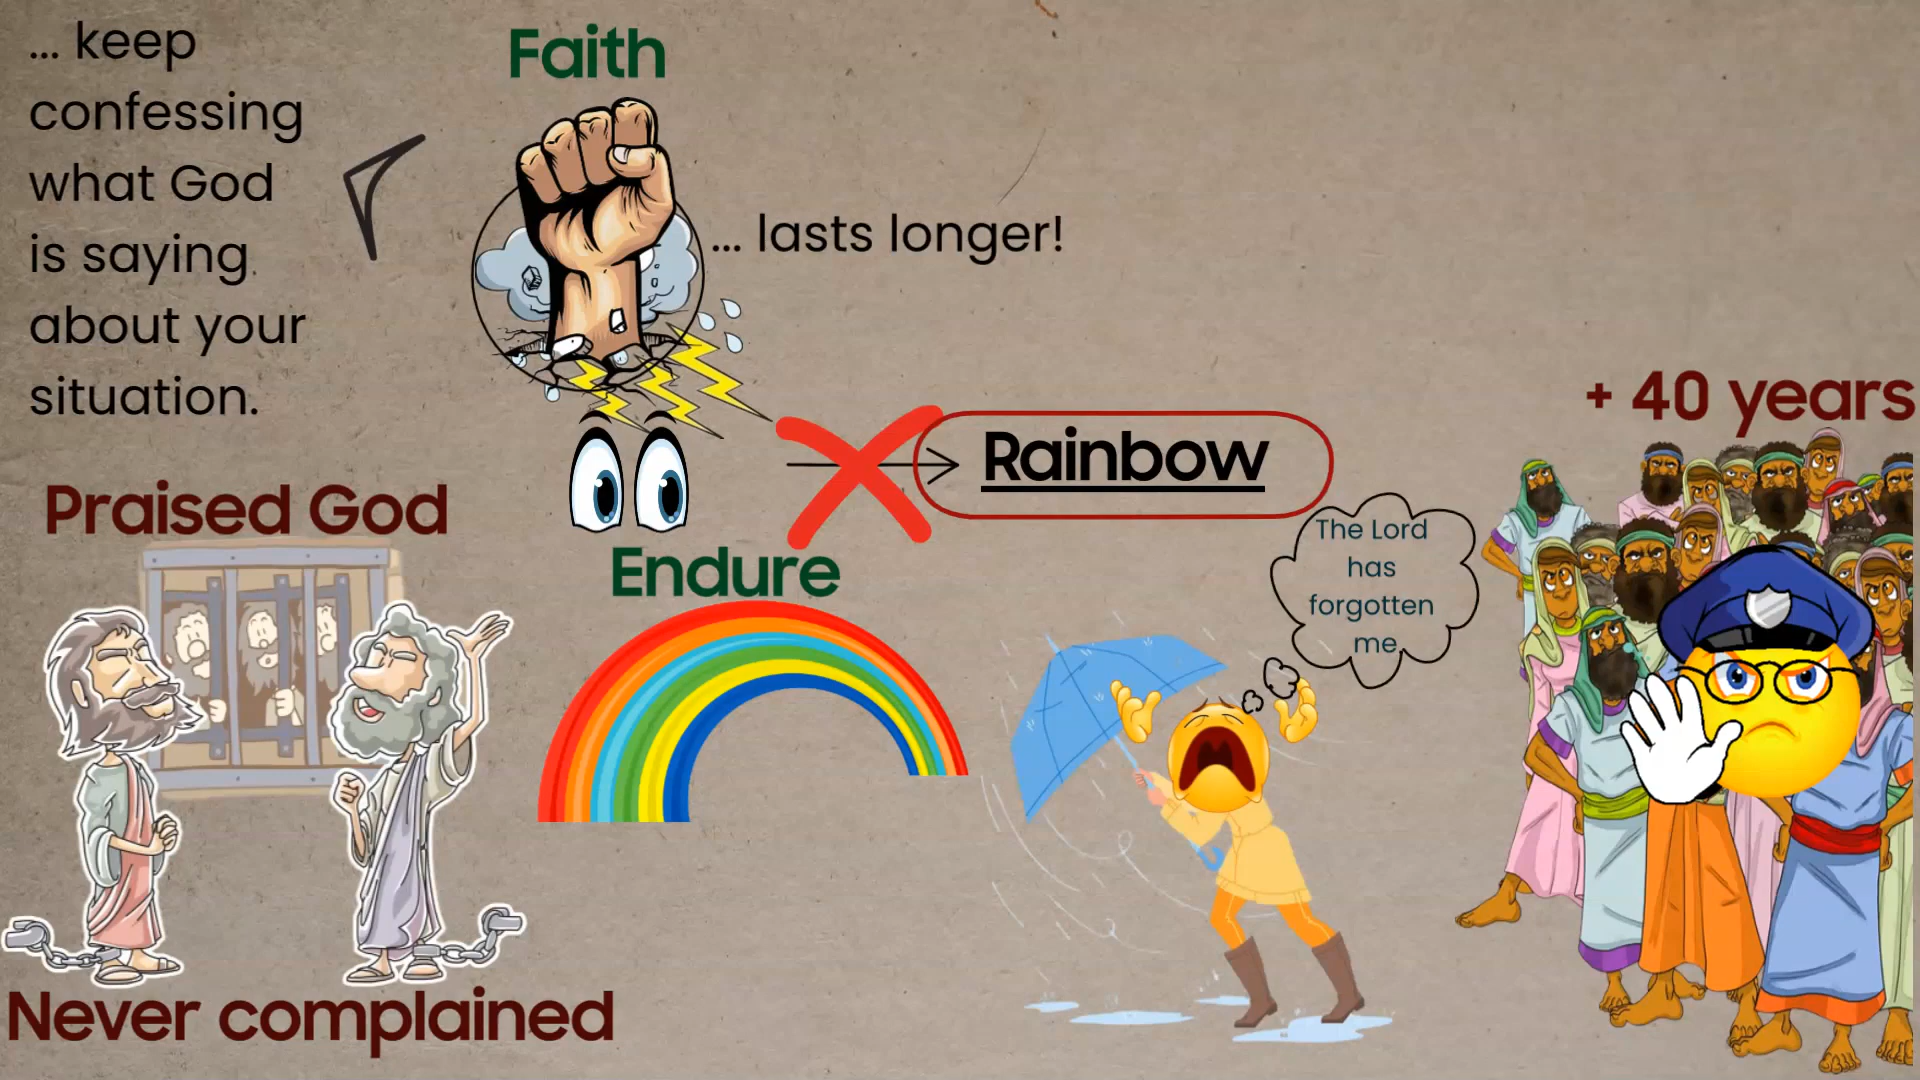 ... keep
confessing
what God
is saying
about your
situation.
Faith
... lasts longer!
Rainbow
+ 40 years
Praised God
Endure
The Lord
has
forgotten
me
Never complained